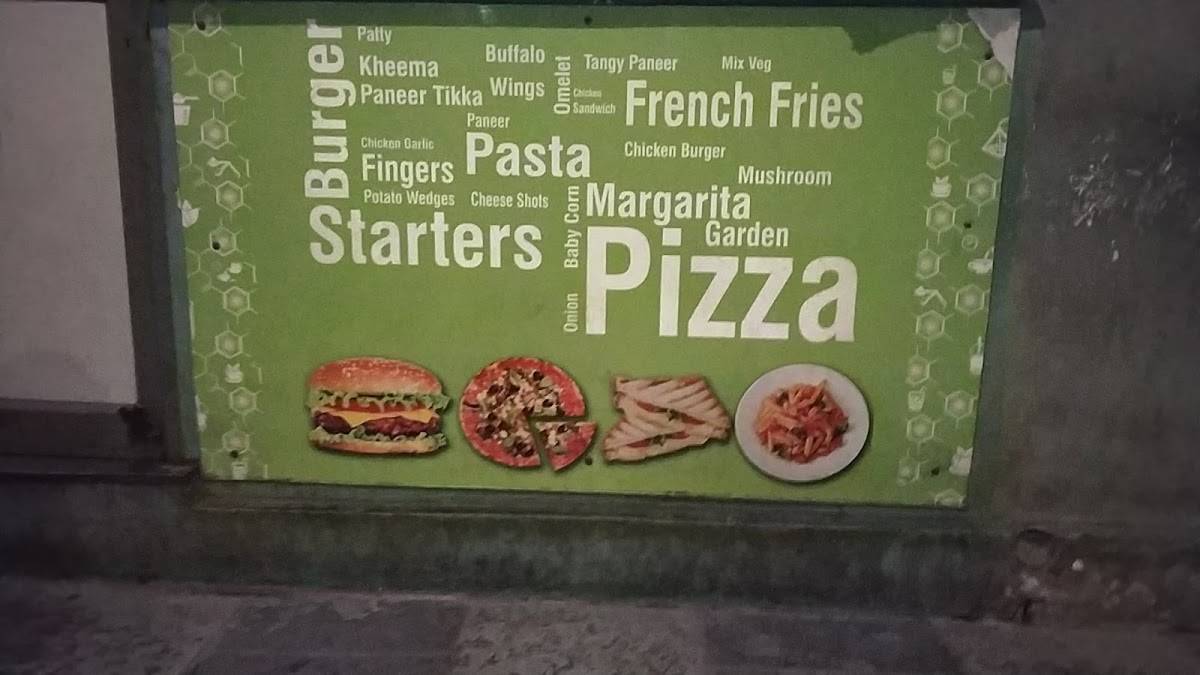 Burger
Patty
Kheema
Paneer Tikka
Buffalo
Wings
Omelet
Tangy Paneer
Mix Veg
Chicken
Sandwich
French Fries
Paneer
Chicken Garlic
Fingers
Pasta
Chicken Burger
Mushroom
Potato Wedges
Cheese Shots
Baby Corn
Margarita
Garden
Starters
Onion
Pizza